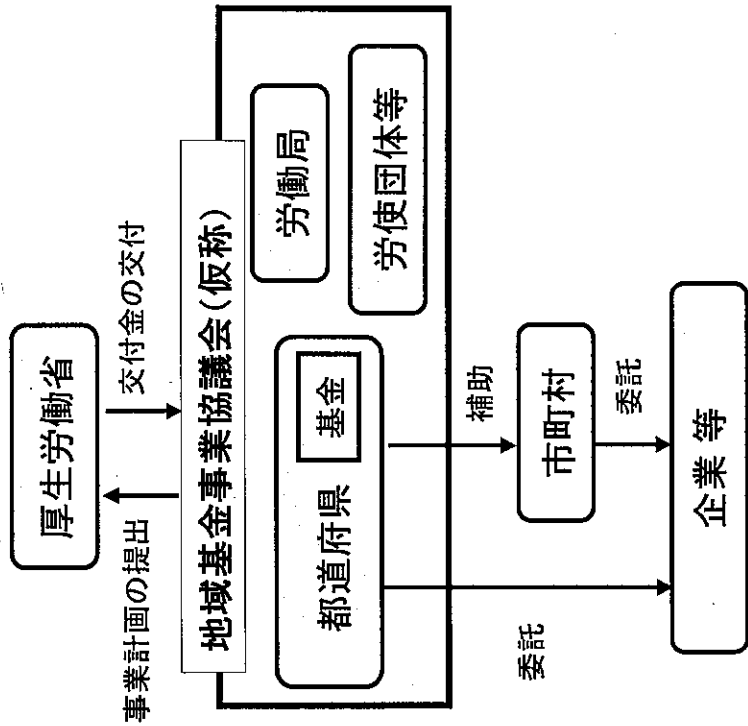 厚生労働省
事業計画の提出
交付金の交付
地域基金事業協議会(仮称)
都道府県
基金
労働局
労使団体等
委託
補助
市町村
委託
企業等